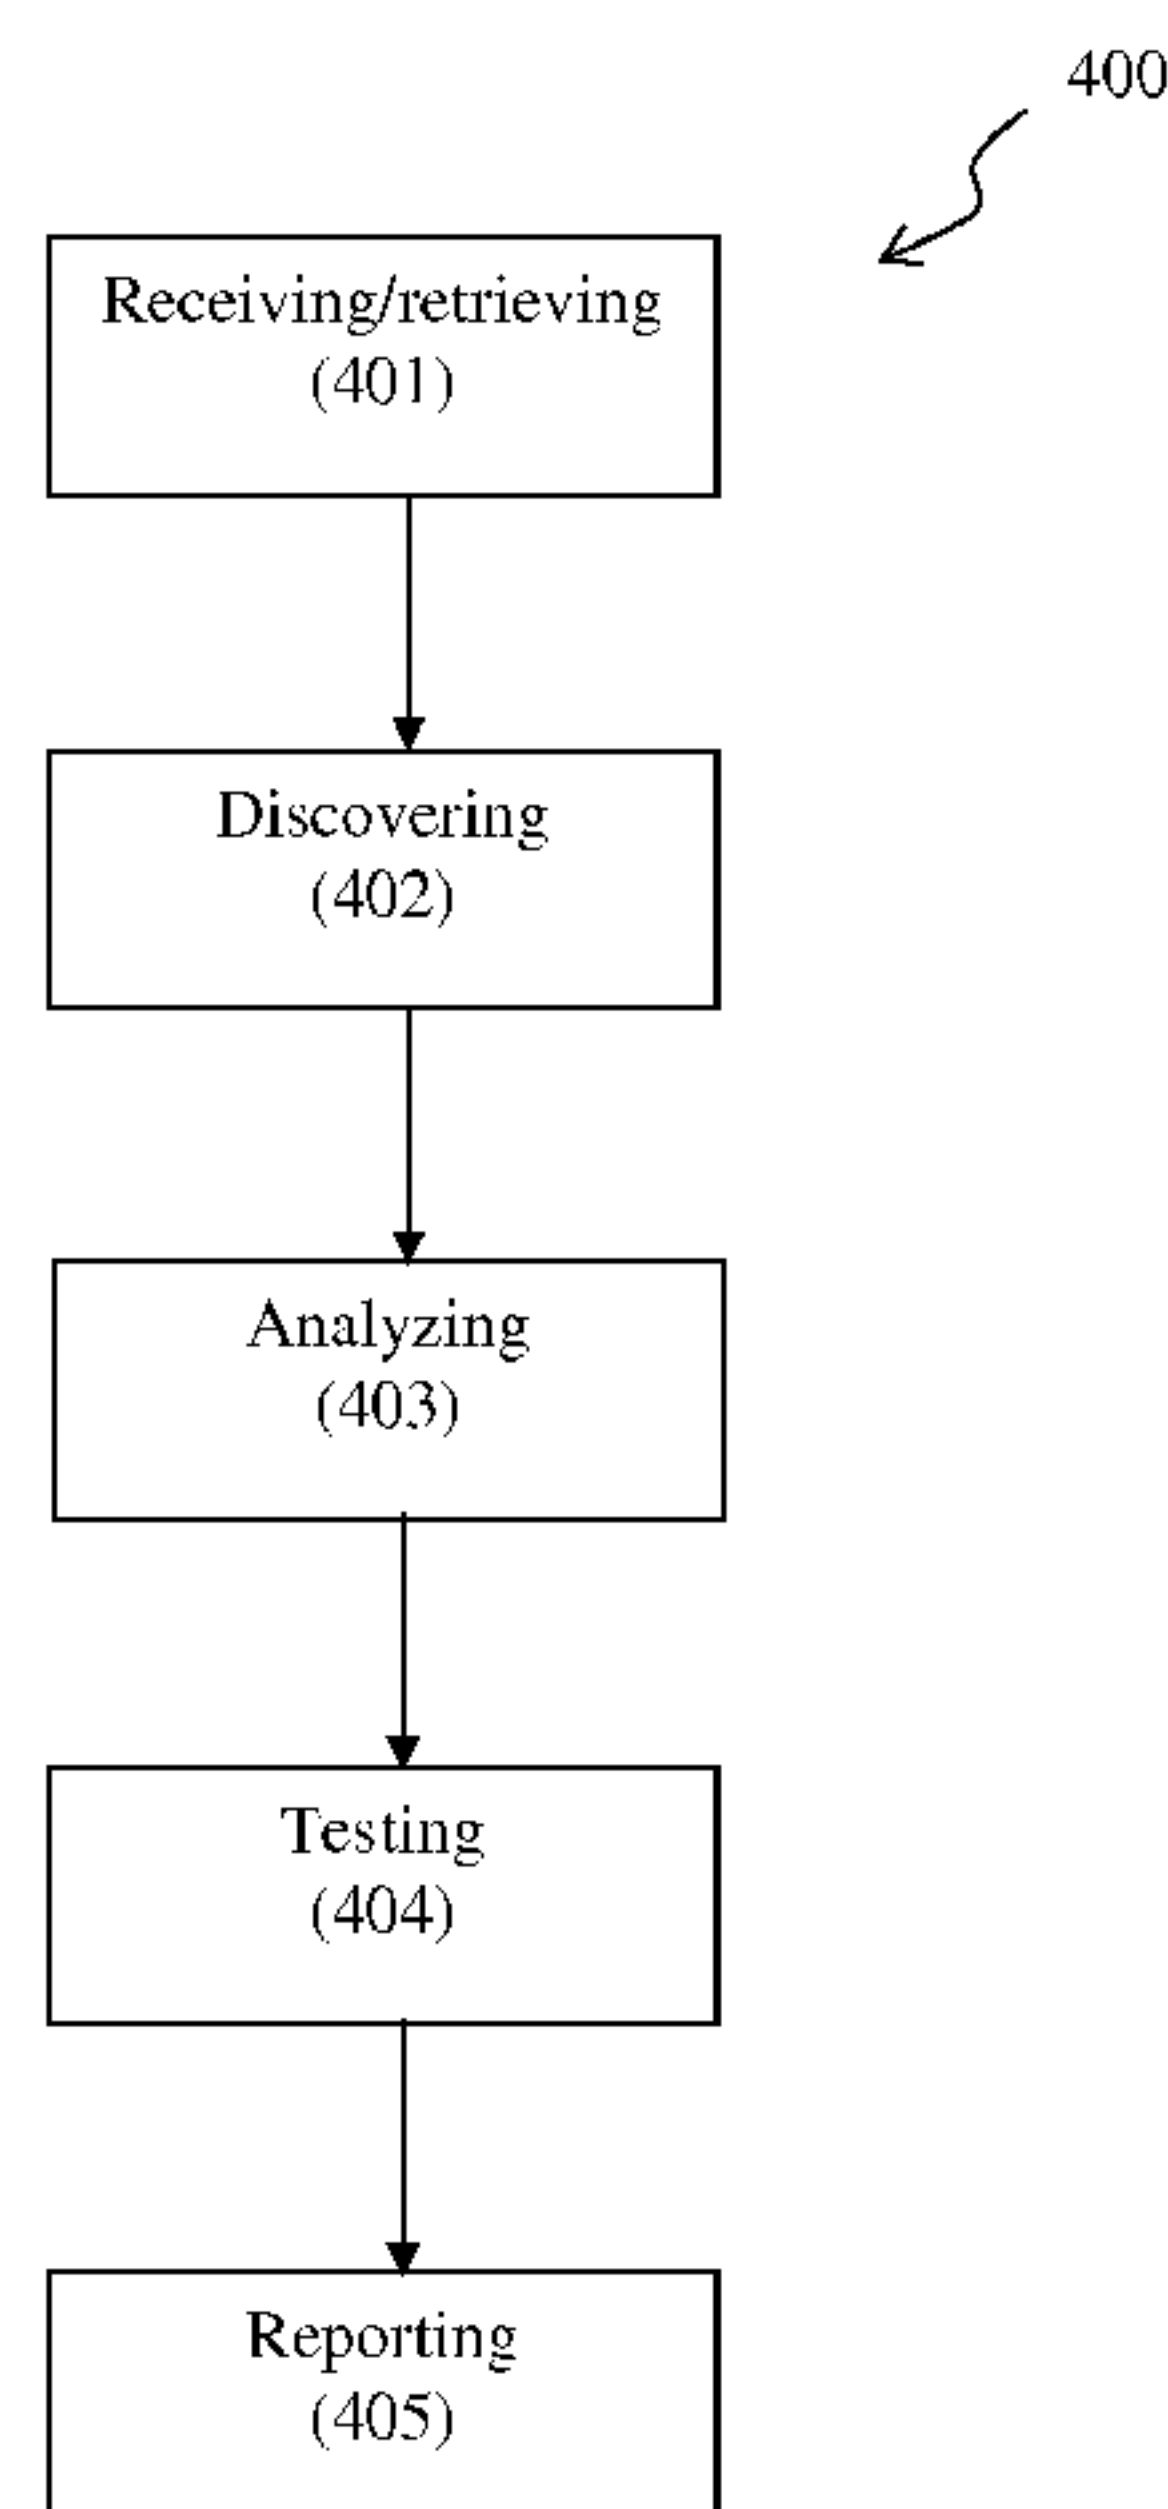 400
Receiving/retrieving
(401)
Discovering
(402)
Analyzing
(403)
Testing
(404)
Reporting
(405)